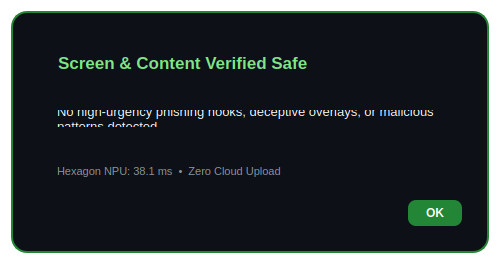 Screen & Content Verified Safe
No high-urgency phishing hooks, deceptive overlays, or malicious
patterns detected
Hexagon NPU: 38.1 ms • Zero Cloud Upload
OK